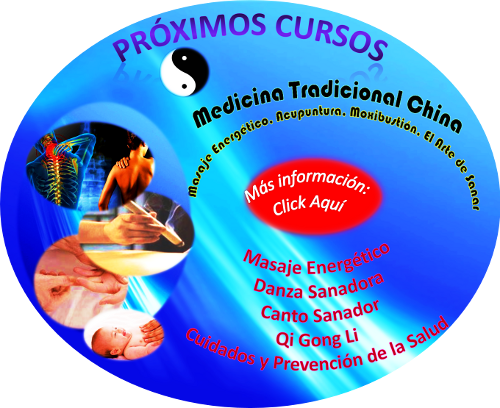 PRÓXIMOS CURSOS
Medicina Tradicional China
Masaje Energético. Acupuntura. Moxibustión. El Arte de Sanar
Más información:
Click Aquí
Masaje Energético
Danza Sanadora
Canto Sanador
Qi Gong Li
Cuidados y Prevención de la Salud